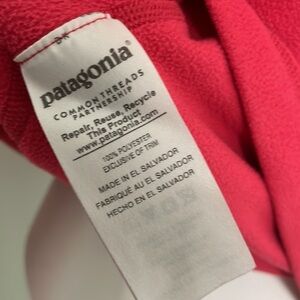 patagonia®
COMMON THREADS
PARTNERSHIP
Repair, Reuse, Recycle
This Product
www.patagonia.com
100% POLYESTER
EXCLUSIVE OF TRIM
MADE IN EL SALVADOR
FABRIQUÉ AU EL SALVADOR
HECHO EN EL SALVADOR